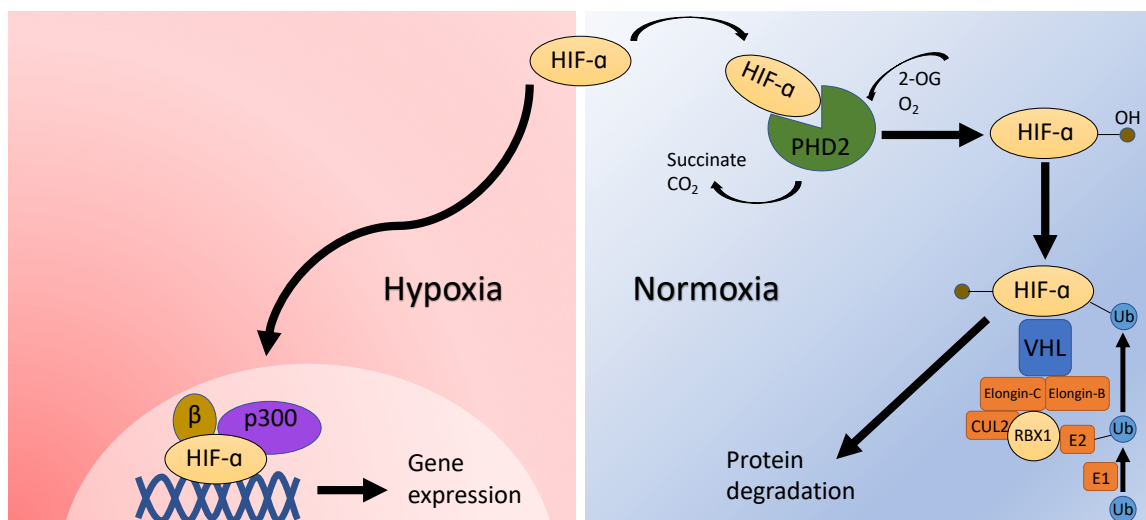 HIF-α
HIF-α
2-OG
O₂
PHD2
Succinate
CO₂
HIF-α
OH
Hypoxia
Normoxia
HIF-α
Ub
VHL
Elongin-C
Elongin-B
CUL2
RBX1
E2
Ub
E1
Ub
Protein
degradation
β
p300
HIF-α
Gene
expression